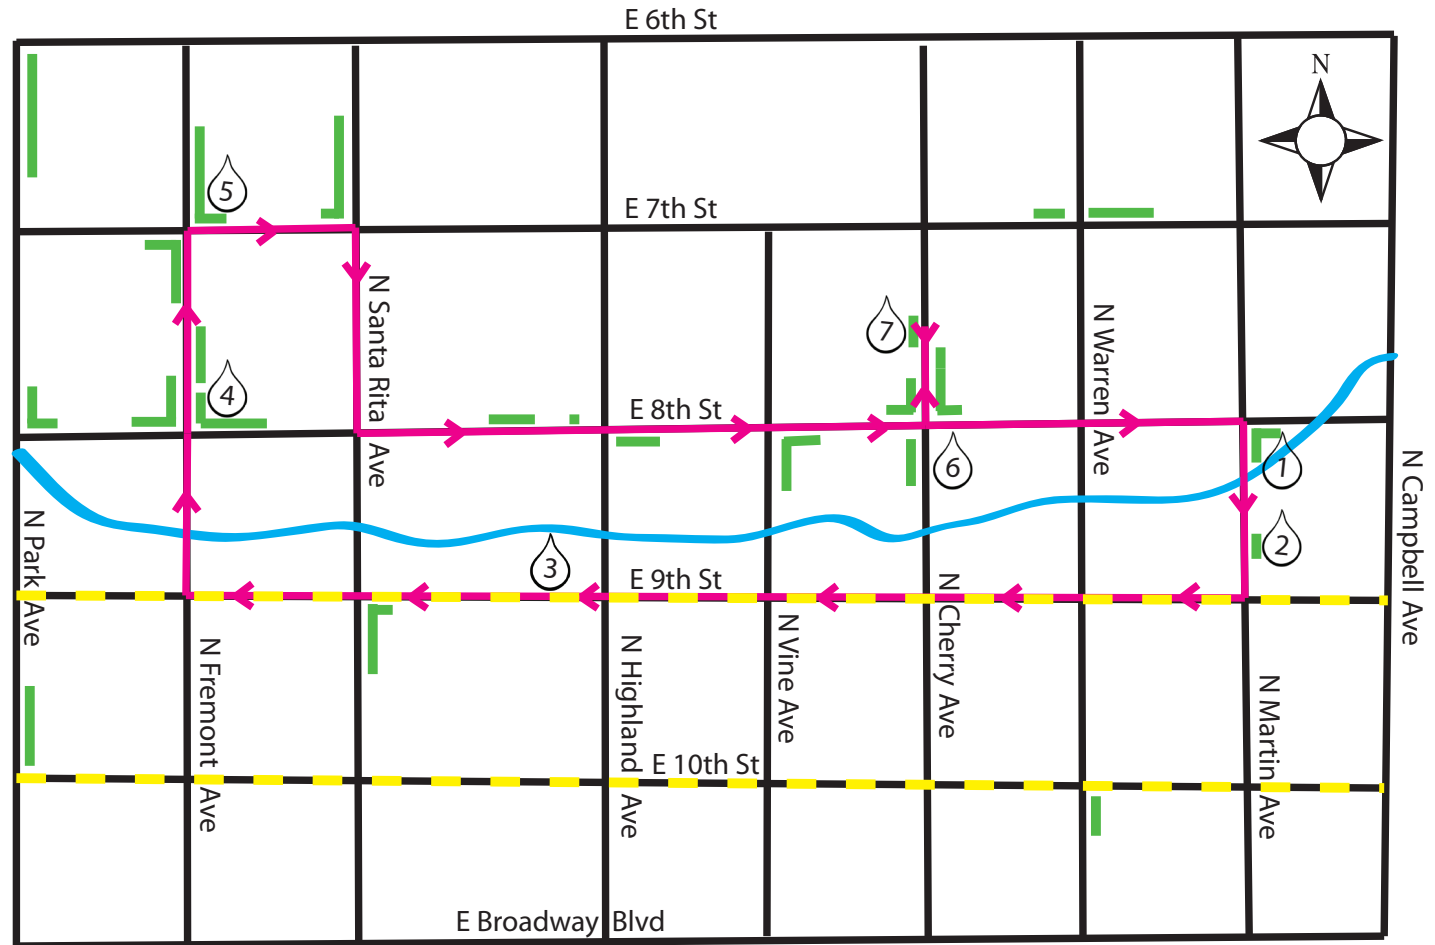 E 6th St
N
5
E 7th St
N Santa Rita Ave
7
N Warren Ave
4
E 8th St
6
1
N Campbell Ave
N Park Ave
3
2
E 9th St
N Cherry Ave
N Vine Ave
N Fremont Ave
N Highland Ave
N Martin Ave
E 10th St
E Broadway Blvd